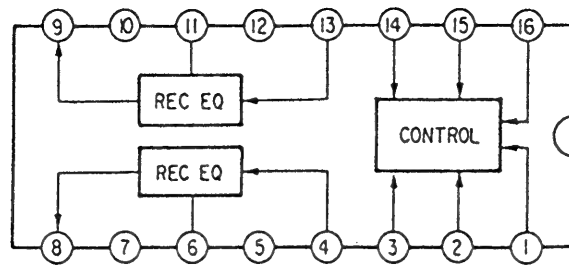 9 10 11 12 13 14 15 16
REC EQ
CONTROL
REC EQ
8 7 6 5 4 3 2 1